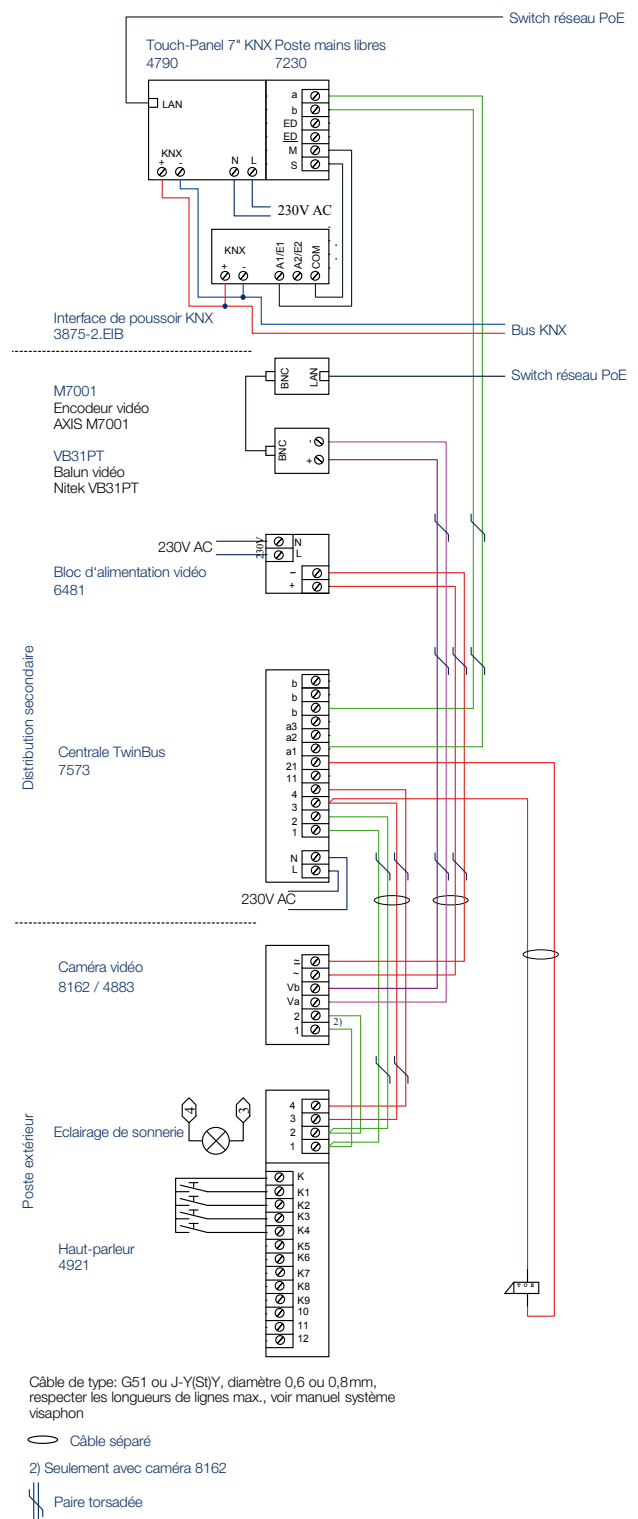 Switch réseau PoE
Touch-Panel 7" KNX Poste mains libres
4790 7230
LAN
a
b
ED
ED
M
S
KNX
+ - N L
230V AC
KNX
+ - A1/E1 A2/E2 COM
Interface de poussoir KNX
3875-2.EIB
Bus KNX
Switch réseau PoE
BNC LAN
M7001
Encodeur vidéo
AXIS M7001
BNC - +
VB31PT
Balun vidéo
Nitek VB31PT
230V AC
230V
N
L
–
+
Bloc d'alimentation vidéo
6481
Distribution secondaire
b
b
b
a3
a2
a1
21
11
4
3
2
1
N
L
Centrale TwinBus
7573
230V AC
Caméra vidéo
8162 / 4883
≃
~
Vb
Va
2
1
2)
Poste extérieur
4 3
Eclairage de sonnerie
4
3
2
1
K
K1
K2
K3
K4
K5
K6
K7
K8
K9
10
11
12
Haut-parleur
4921
TÖE
Câble de type: G51 ou J-Y(St)Y, diamètre 0,6 ou 0,8mm,
respecter les longueurs de lignes max., voir manuel système
visaphon
Câble séparé
2) Seulement avec caméra 8162
Paire torsadée